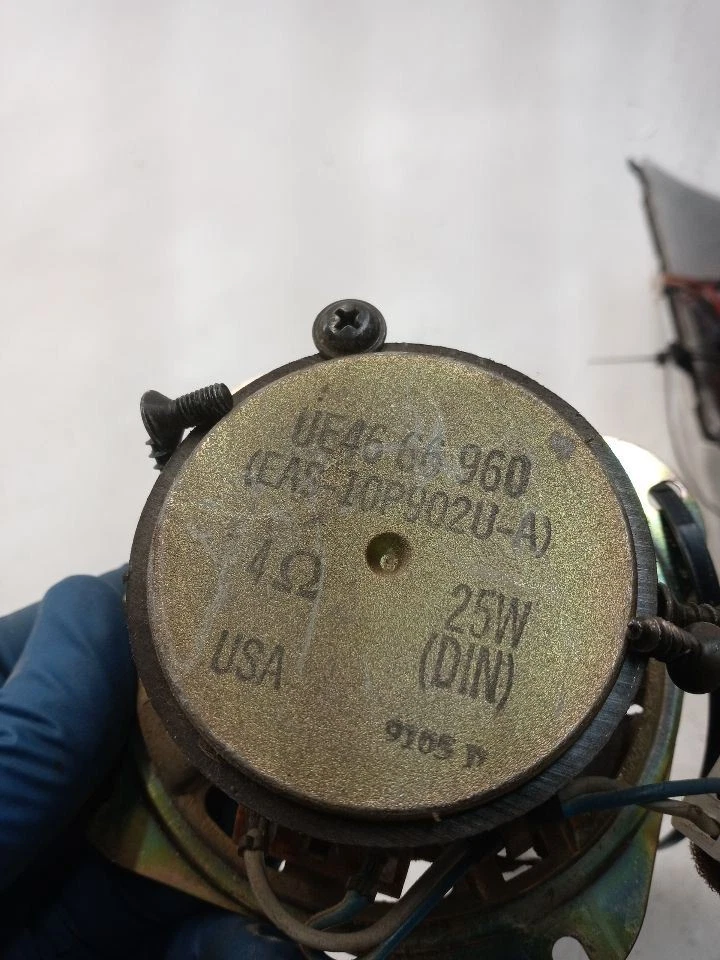 UE46 66 960
(EAS-10P902U-A)
4Ω
25W
USA
(DIN)
9105